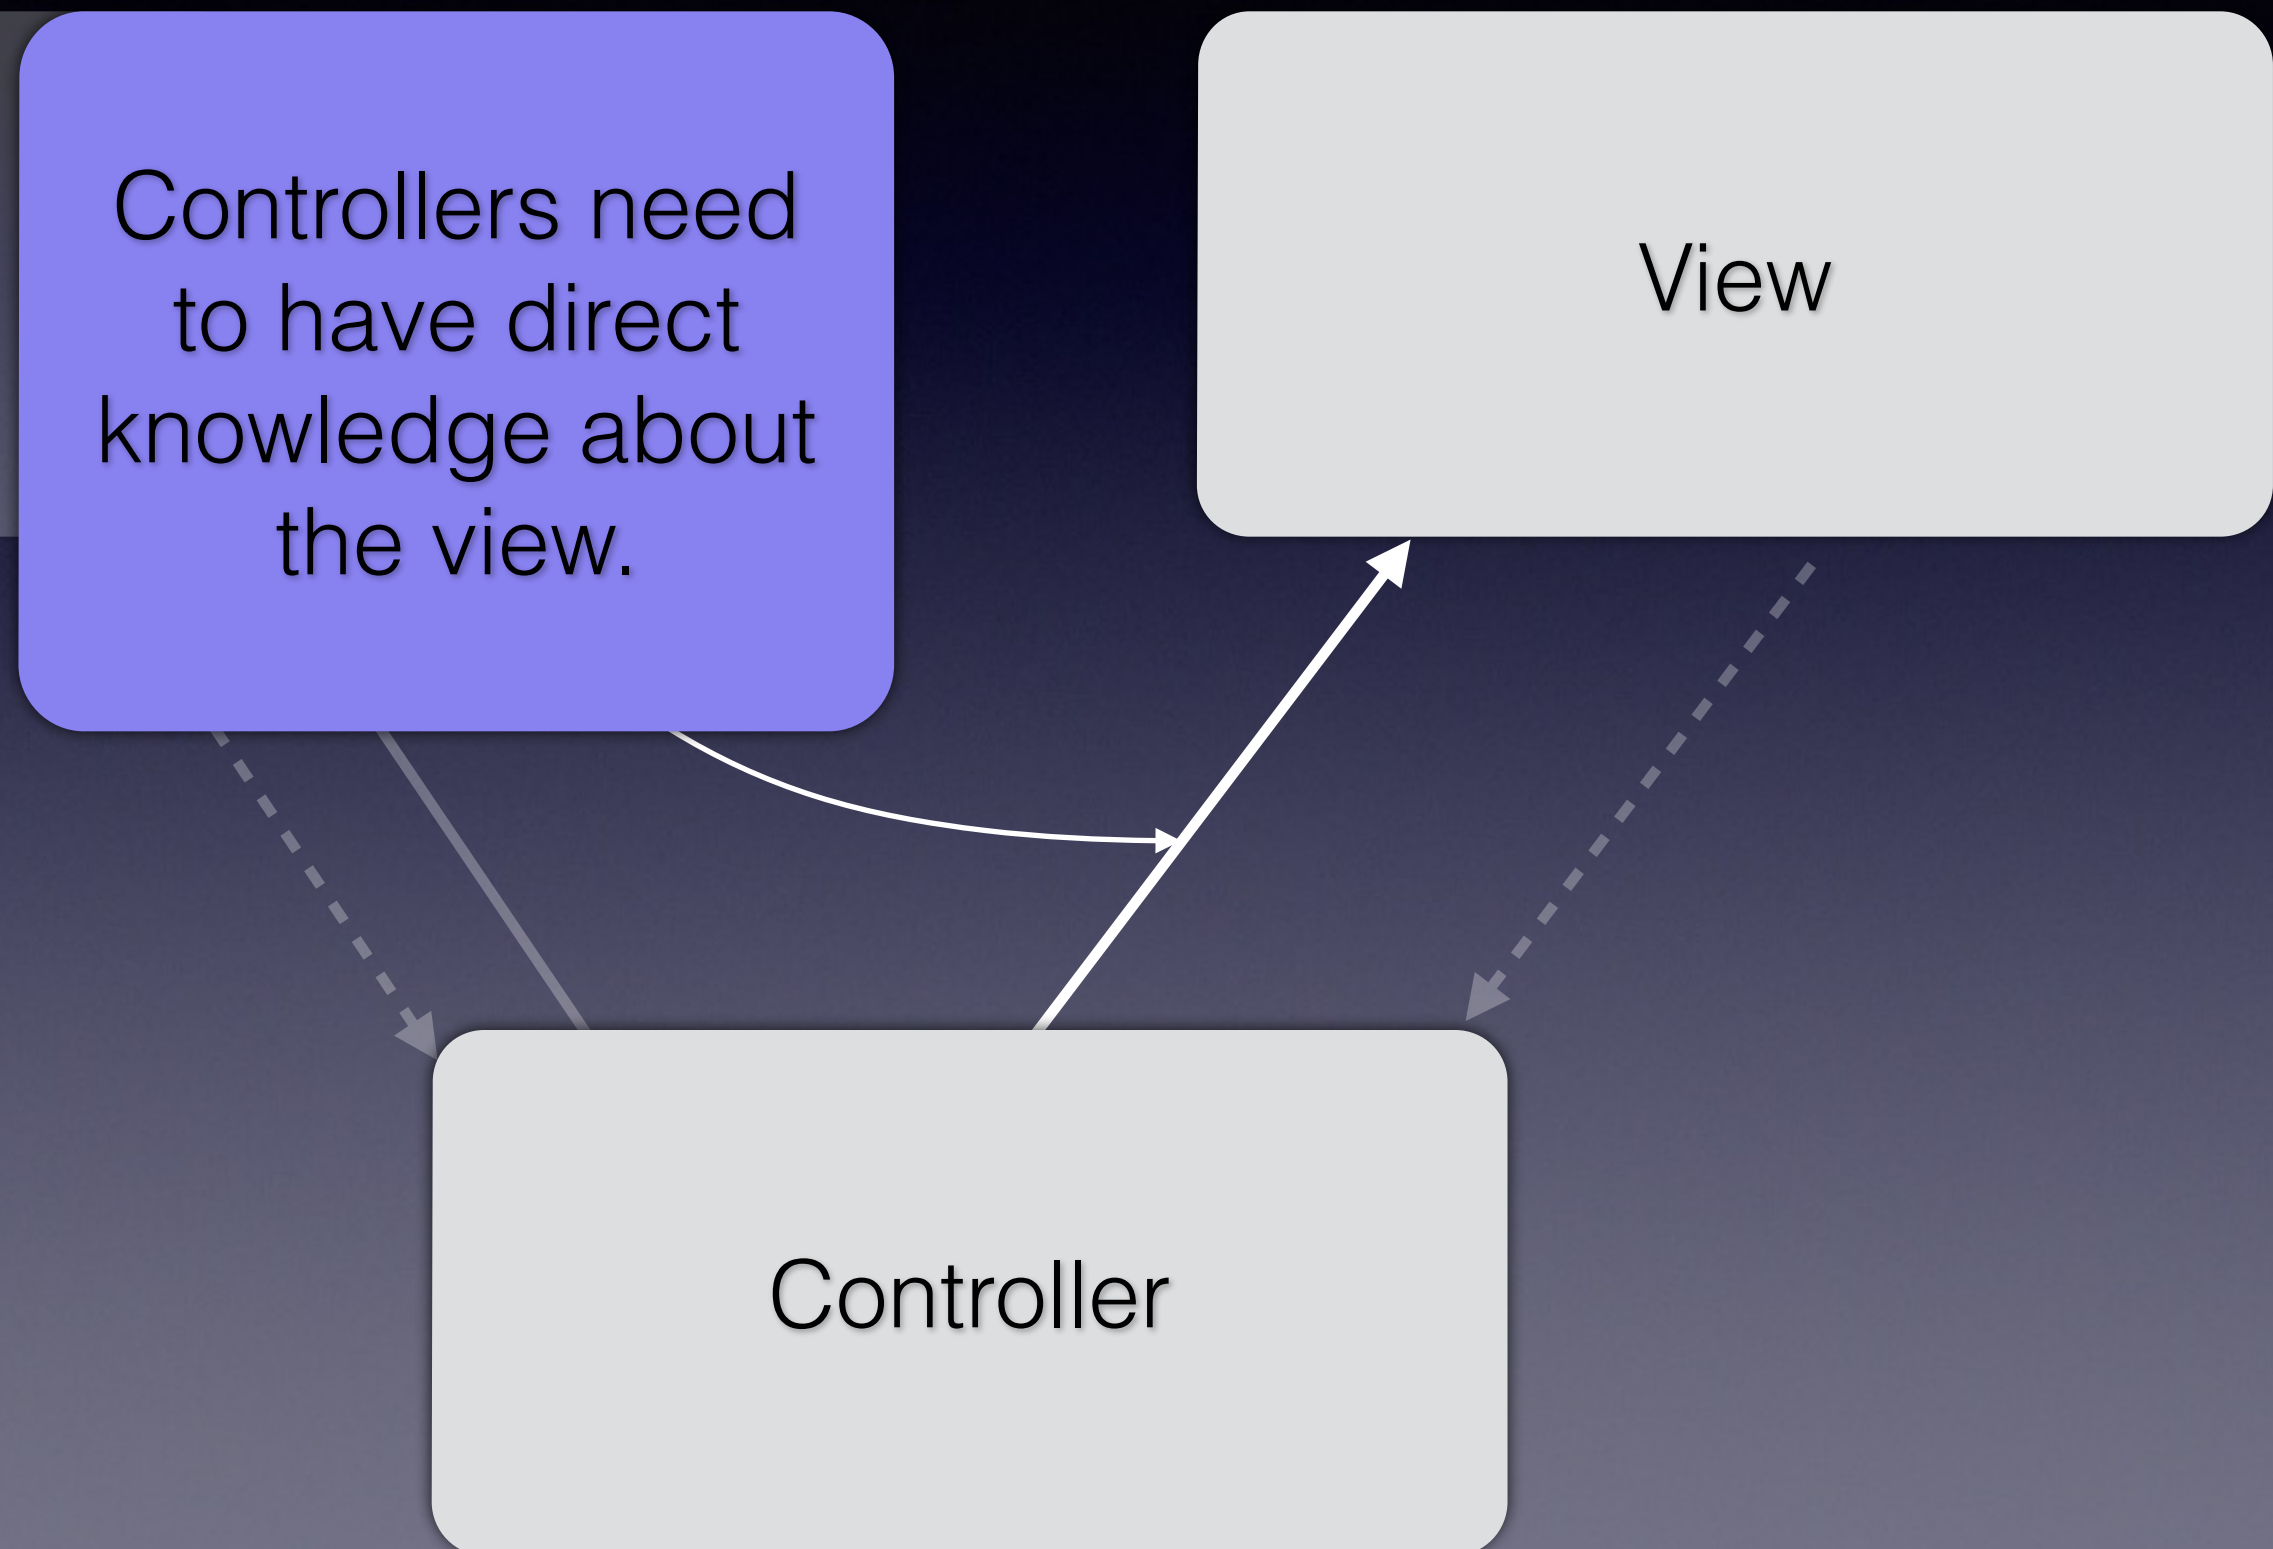 Controllers need
to have direct
knowledge about
the view.
View
Controller